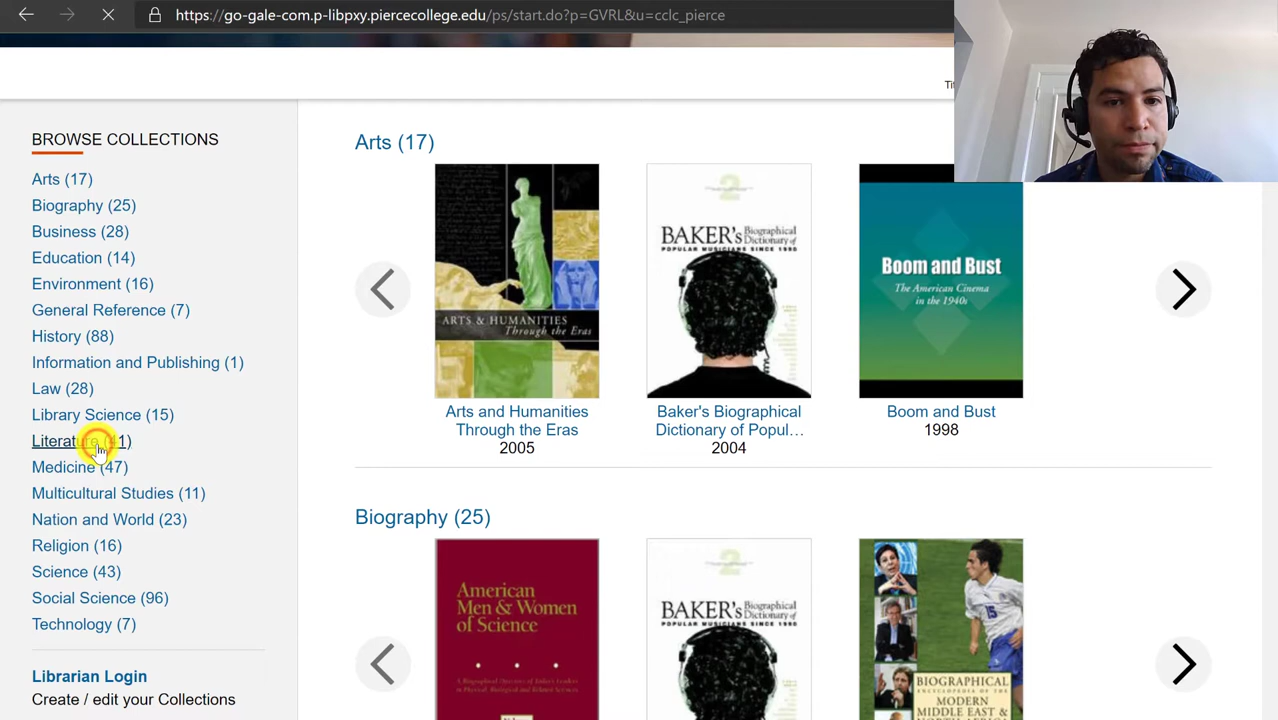 https://go-gale-com.p-libpxy.piercecollege.edu/ps/start.do?p=GVRL&u=cclc_pierce
BROWSE COLLECTIONS
Arts (17)
Biography (25)
Business (28)
Education (14)
Environment (16)
General Reference (7)
History (88)
Information and Publishing (1)
Law (28)
Library Science (15)
Medicine (47)
Multicultural Studies (11)
Nation and World (23)
Religion (16)
Science (43)
Social Science (96)
Technology (7)
Librarian Login
Create /edit your Collections
Arts (17)
ARTS & HUMANITIES
Through the Eras
Arts and Humanities
Through the Eras
2005
2
BAKER's Biographical
Dictionary of
POPULAR MUSICIANS SINCE 1990
Baker's Biographical
Dictionary of Popul...
2004
Boom and Bust
The American Cinema
in the 1940s
Boom and Bust
1998
Biography (25)
American
Men & Women
of Science
2
BAKER's Biographical
Dictionary of
POPULAR MUSICIANS SINCE 1990
BIOGRAPHICAL
ENCYCLOPEDIA OF THE
MODERN
MIDDLE EAST &